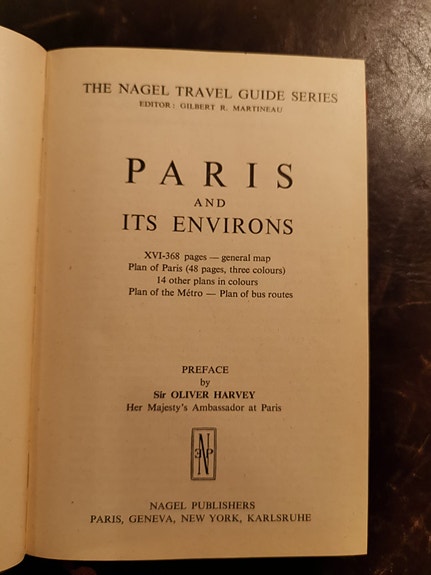 THE NAGEL TRAVEL GUIDE SERIES
EDITOR: GILBERT R. MARTINEAU
PARIS
AND
ITS ENVIRONS
XVI-368 pages — general map
Plan of Paris (48 pages, three colours)
14 other plans in colours
Plan of the Métro — Plan of bus routes
PREFACE
by
Sir OLIVER HARVEY
Her Majesty's Ambassador at Paris
NAGEL PUBLISHERS
PARIS, GENEVA, NEW YORK, KARLSRUHE